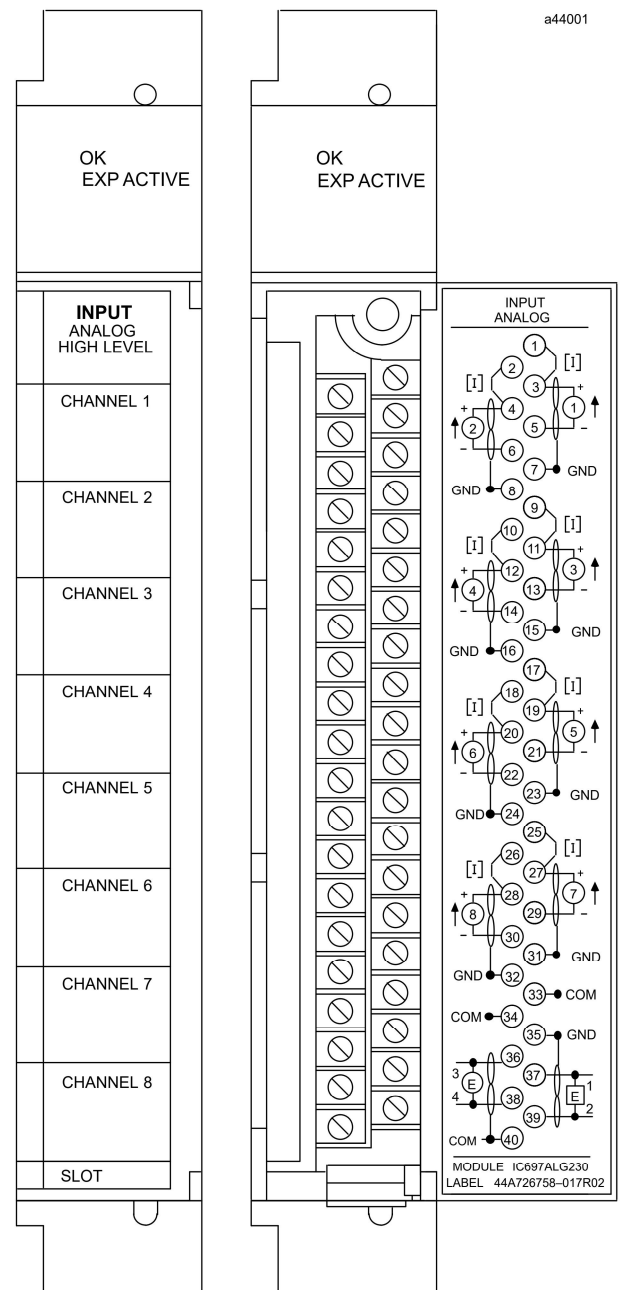 a44001
OK
EXP ACTIVE
OK
EXP ACTIVE
INPUT
ANALOG
HIGH LEVEL
CHANNEL 1
CHANNEL 2
CHANNEL 3
CHANNEL 4
CHANNEL 5
CHANNEL 6
CHANNEL 7
CHANNEL 8
SLOT
INPUT
ANALOG
1
2 [I]
[I] 3 +
+ 4 1
2 5 –
– 6
7 GND
GND 8
9
10 [I]
[I] 11 +
+ 12 3
4 13 –
– 14
15 GND
GND 16
17
18 [I]
[I] 19 +
+ 20 5
6 21 –
– 22
23 GND
GND 24
25
26 [I]
[I] 27 +
+ 28 7
8 29 –
– 30
31 GND
GND 32
33 COM
COM 34
35 GND
36
3 37
E E 1
4 38 2
39
COM 40
MODULE IC697ALG230
LABEL 44A726758–017R02